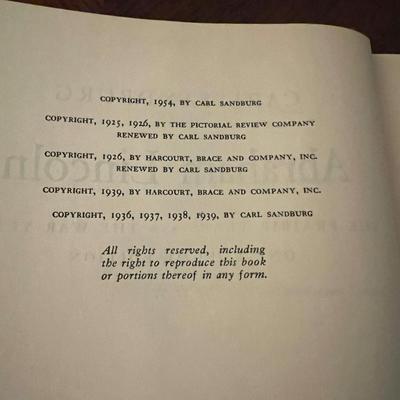 COPYRIGHT, 1954, BY CARL SANDBURG
COPYRIGHT, 1925, 1926, BY THE PICTORIAL REVIEW COMPANY
RENEWED BY CARL SANDBURG
COPYRIGHT, 1926, BY HARCOURT, BRACE AND COMPANY, INC.
RENEWED BY CARL SANDBURG
COPYRIGHT, 1939, BY HARCOURT, BRACE AND COMPANY, INC.
COPYRIGHT, 1936, 1937, 1938, 1939, BY CARL SANDBURG
All rights reserved, including
the right to reproduce this book
or portions thereof in any form.